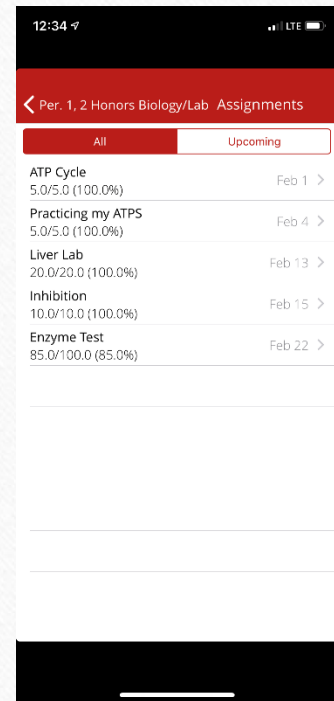 12:34 LTE
Per. 1, 2 Honors Biology/Lab Assignments
All Upcoming
ATP Cycle
5.0/5.0 (100.0%) Feb 1
Practicing my ATPS
5.0/5.0 (100.0%) Feb 4
Liver Lab
20.0/20.0 (100.0%) Feb 13
Inhibition
10.0/10.0 (100.0%) Feb 15
Enzyme Test
85.0/100.0 (85.0%) Feb 22